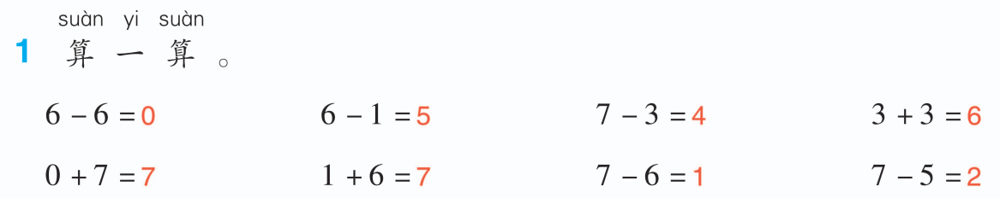 suàn yi suàn
1 算一算。
6 - 6 = 0 6 - 1 = 5 7 - 3 = 4 3 + 3 = 6
0 + 7 = 7 1 + 6 = 7 7 - 6 = 1 7 - 5 = 2